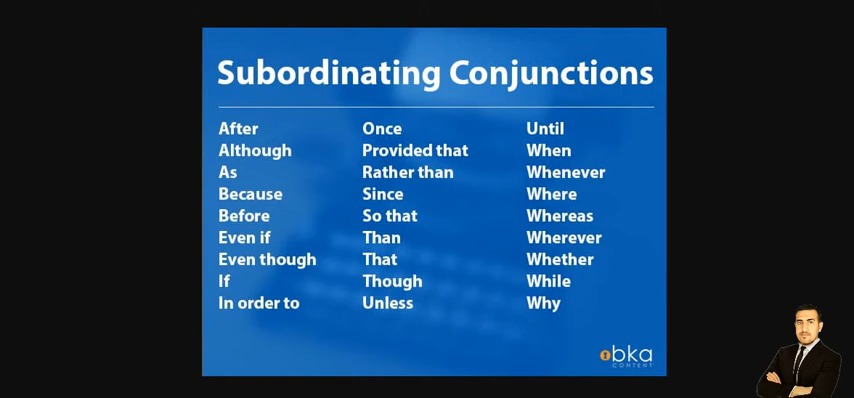 Subordinating Conjunctions
After
Although
As
Because
Before
Even if
Even though
If
In order to
Once
Provided that
Rather than
Since
So that
Than
That
Though
Unless
Until
When
Whenever
Where
Whereas
Wherever
Whether
While
Why
bka
CONTENT